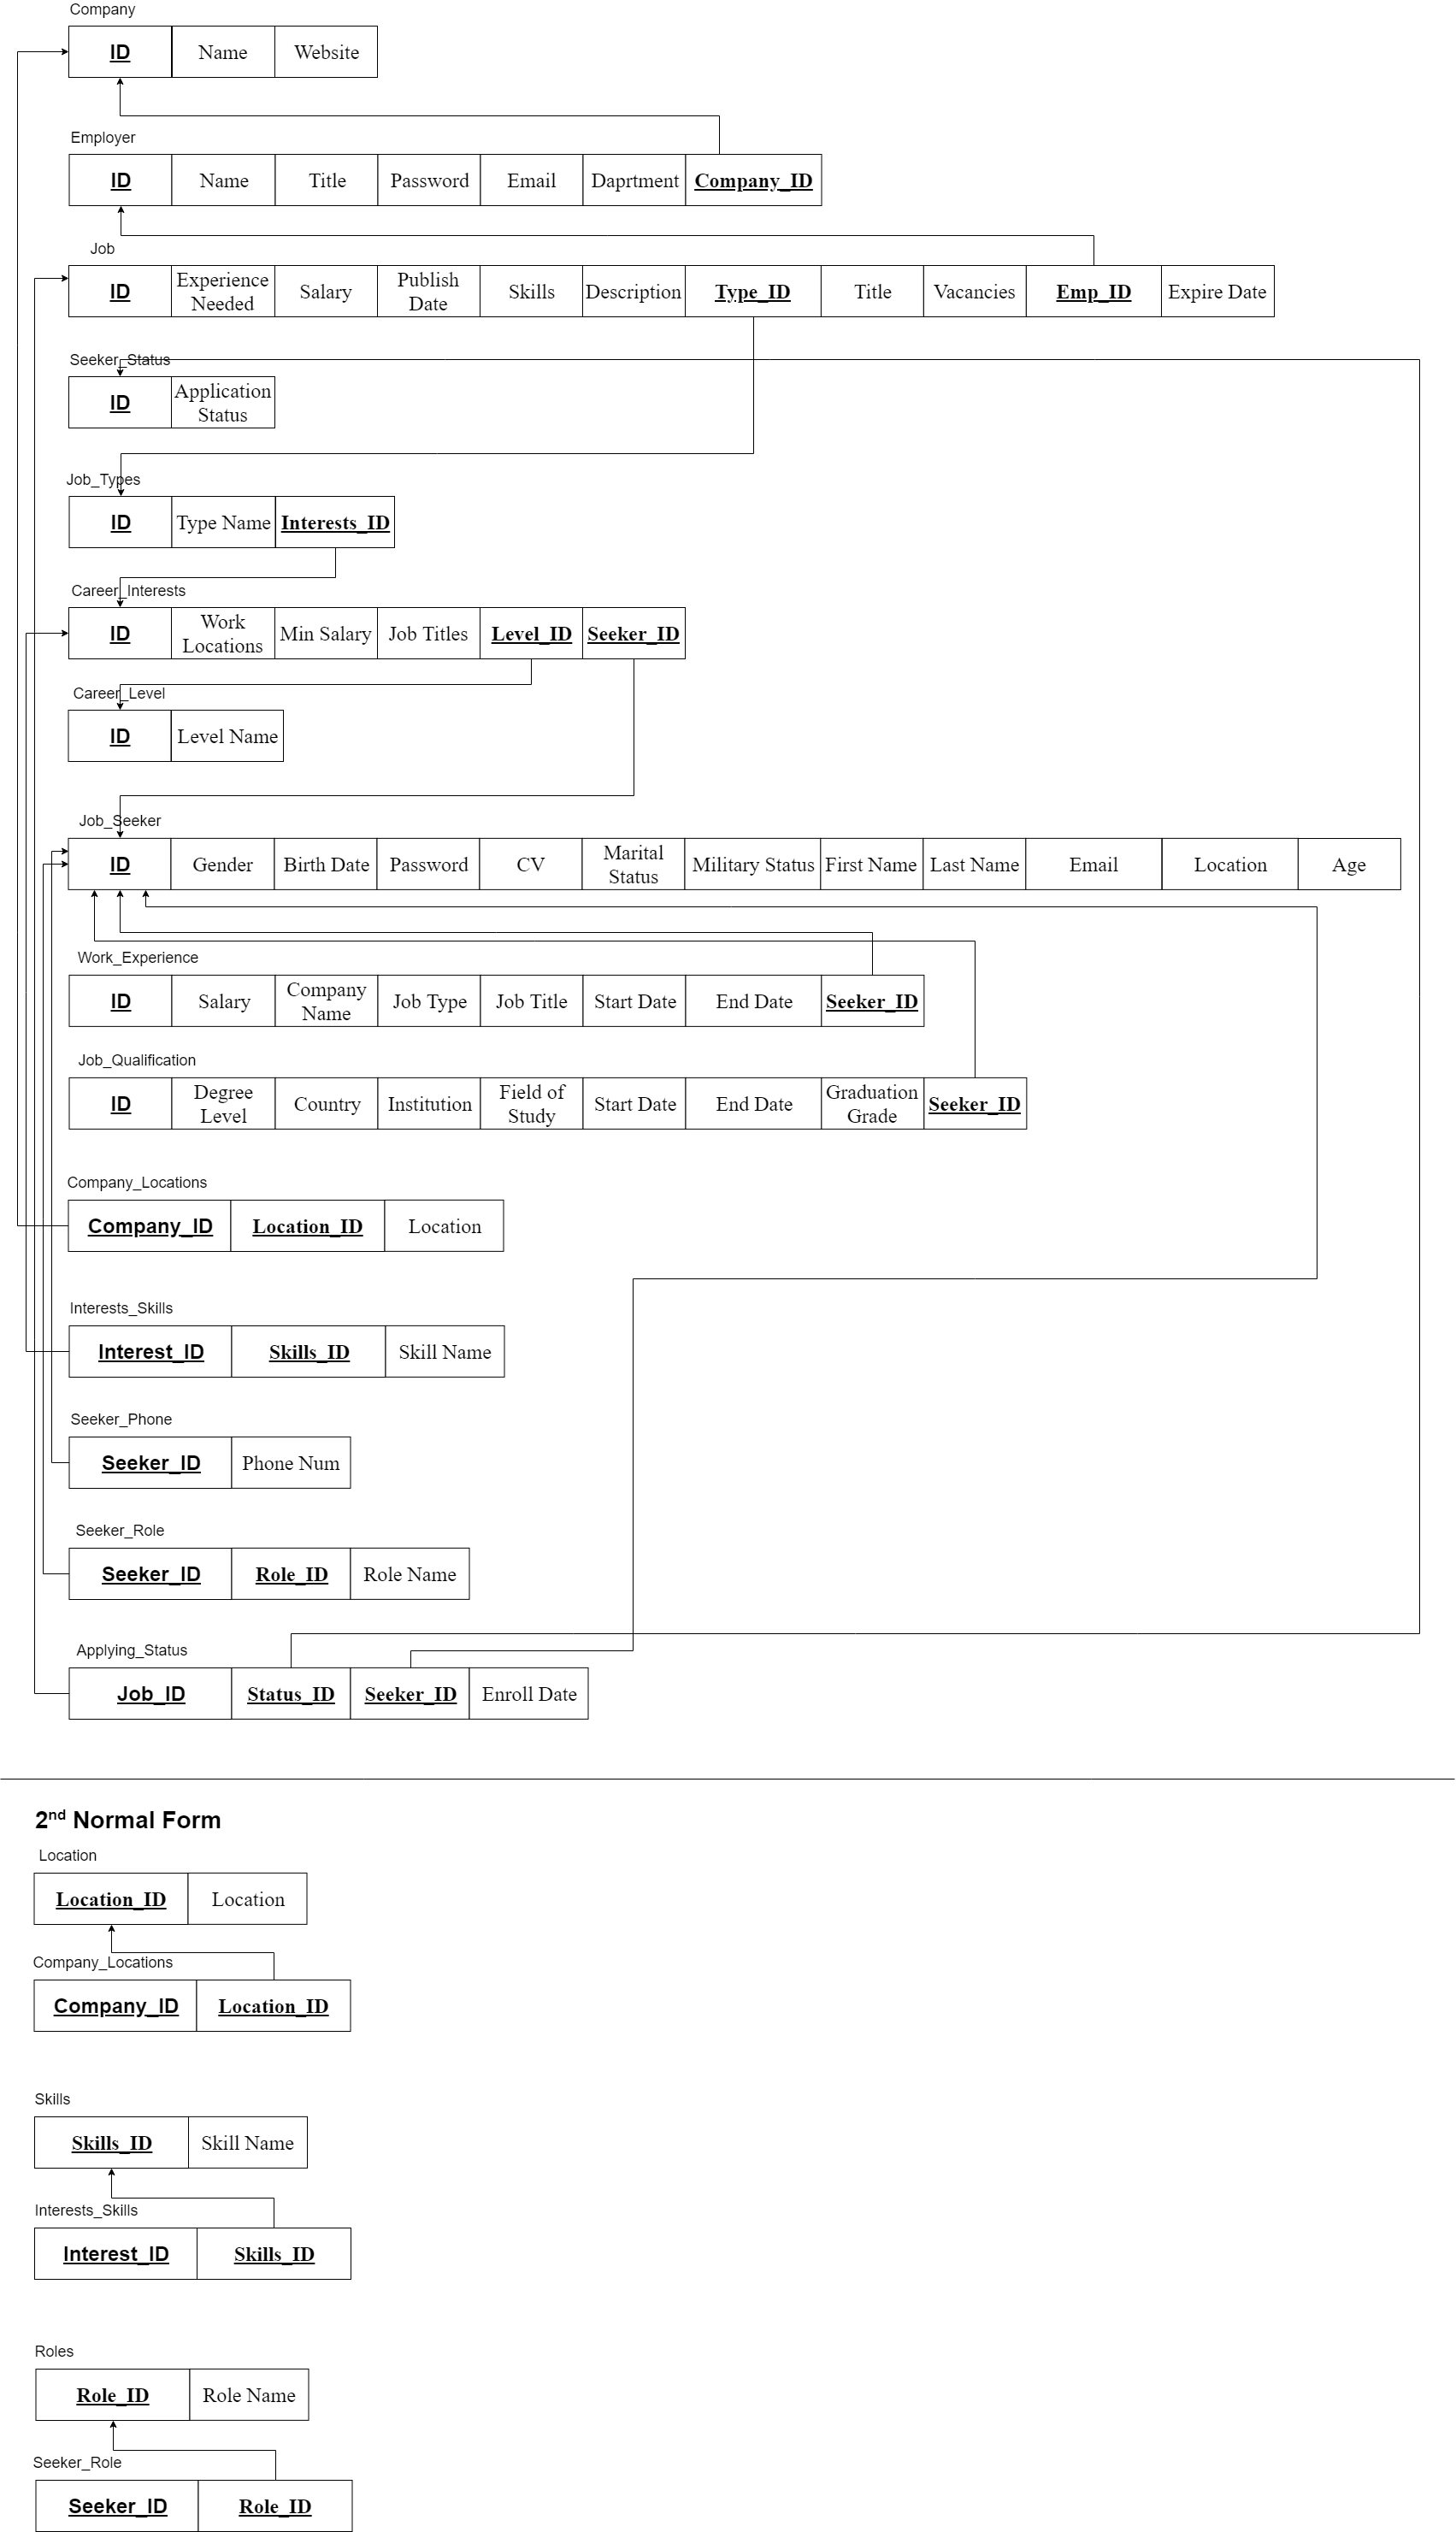 Company
ID Name Website
Employer
ID Name Title Password Email Daprtment Company_ID
Job
ID Experience Needed Salary Publish Date Skills Description Type_ID Title Vacancies Emp_ID Expire Date
Seeker_Status
ID Application Status
Job_Types
ID Type Name Interests_ID
Career_Interests
ID Work Locations Min Salary Job Titles Level_ID Seeker_ID
Career_Level
ID Level Name
Job_Seeker
ID Gender Birth Date Password CV Marital Status Military Status First Name Last Name Email Location Age
Work_Experience
ID Salary Company Name Job Type Job Title Start Date End Date Seeker_ID
Job_Qualification
ID Degree Level Country Institution Field of Study Start Date End Date Graduation Grade Seeker_ID
Company_Locations
Company_ID Location_ID Location
Interests_Skills
Interest_ID Skills_ID Skill Name
Seeker_Phone
Seeker_ID Phone Num
Seeker_Role
Seeker_ID Role_ID Role Name
Applying_Status
Job_ID Status_ID Seeker_ID Enroll Date
2nd Normal Form
Location
Location_ID Location
Company_Locations
Company_ID Location_ID
Skills
Skills_ID Skill Name
Interests_Skills
Interest_ID Skills_ID
Roles
Role_ID Role Name
Seeker_Role
Seeker_ID Role_ID